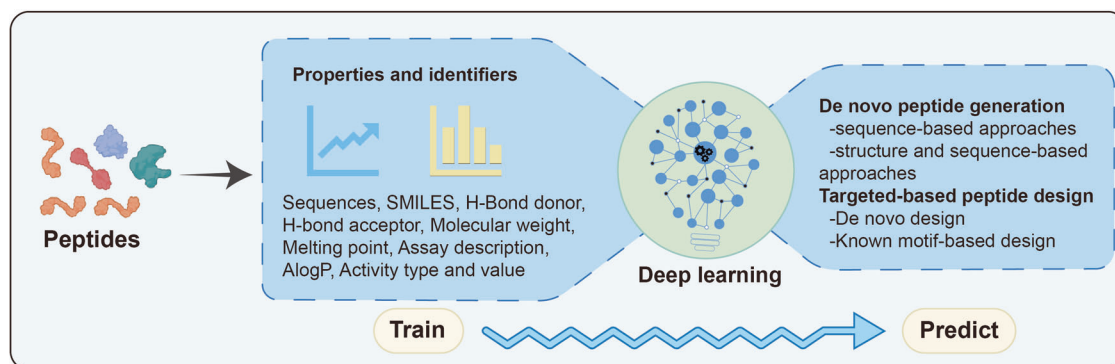 Peptides
Properties and identifiers
Sequences, SMILES, H-Bond donor,
H-bond acceptor, Molecular weight,
Melting point, Assay description,
AlogP, Activity type and value
Deep learning
De novo peptide generation
-sequence-based approaches
-structure and sequence-based
approaches
Targeted-based peptide design
-De novo design
-Known motif-based design
Train
Predict